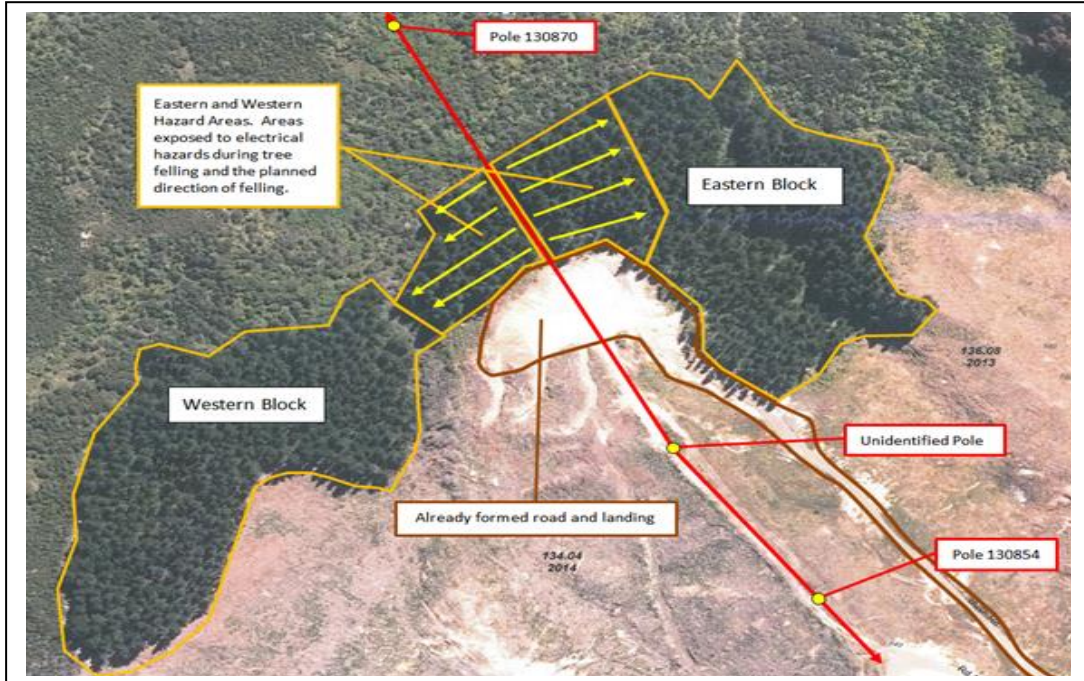 Pole 130870
Eastern and Western
Hazard Areas. Areas
exposed to electrical
hazards during tree
felling and the planned
direction of felling.
Eastern Block
136.08
2013
Western Block
Unidentified Pole
Already formed road and landing
134.04
2014
Pole 130854